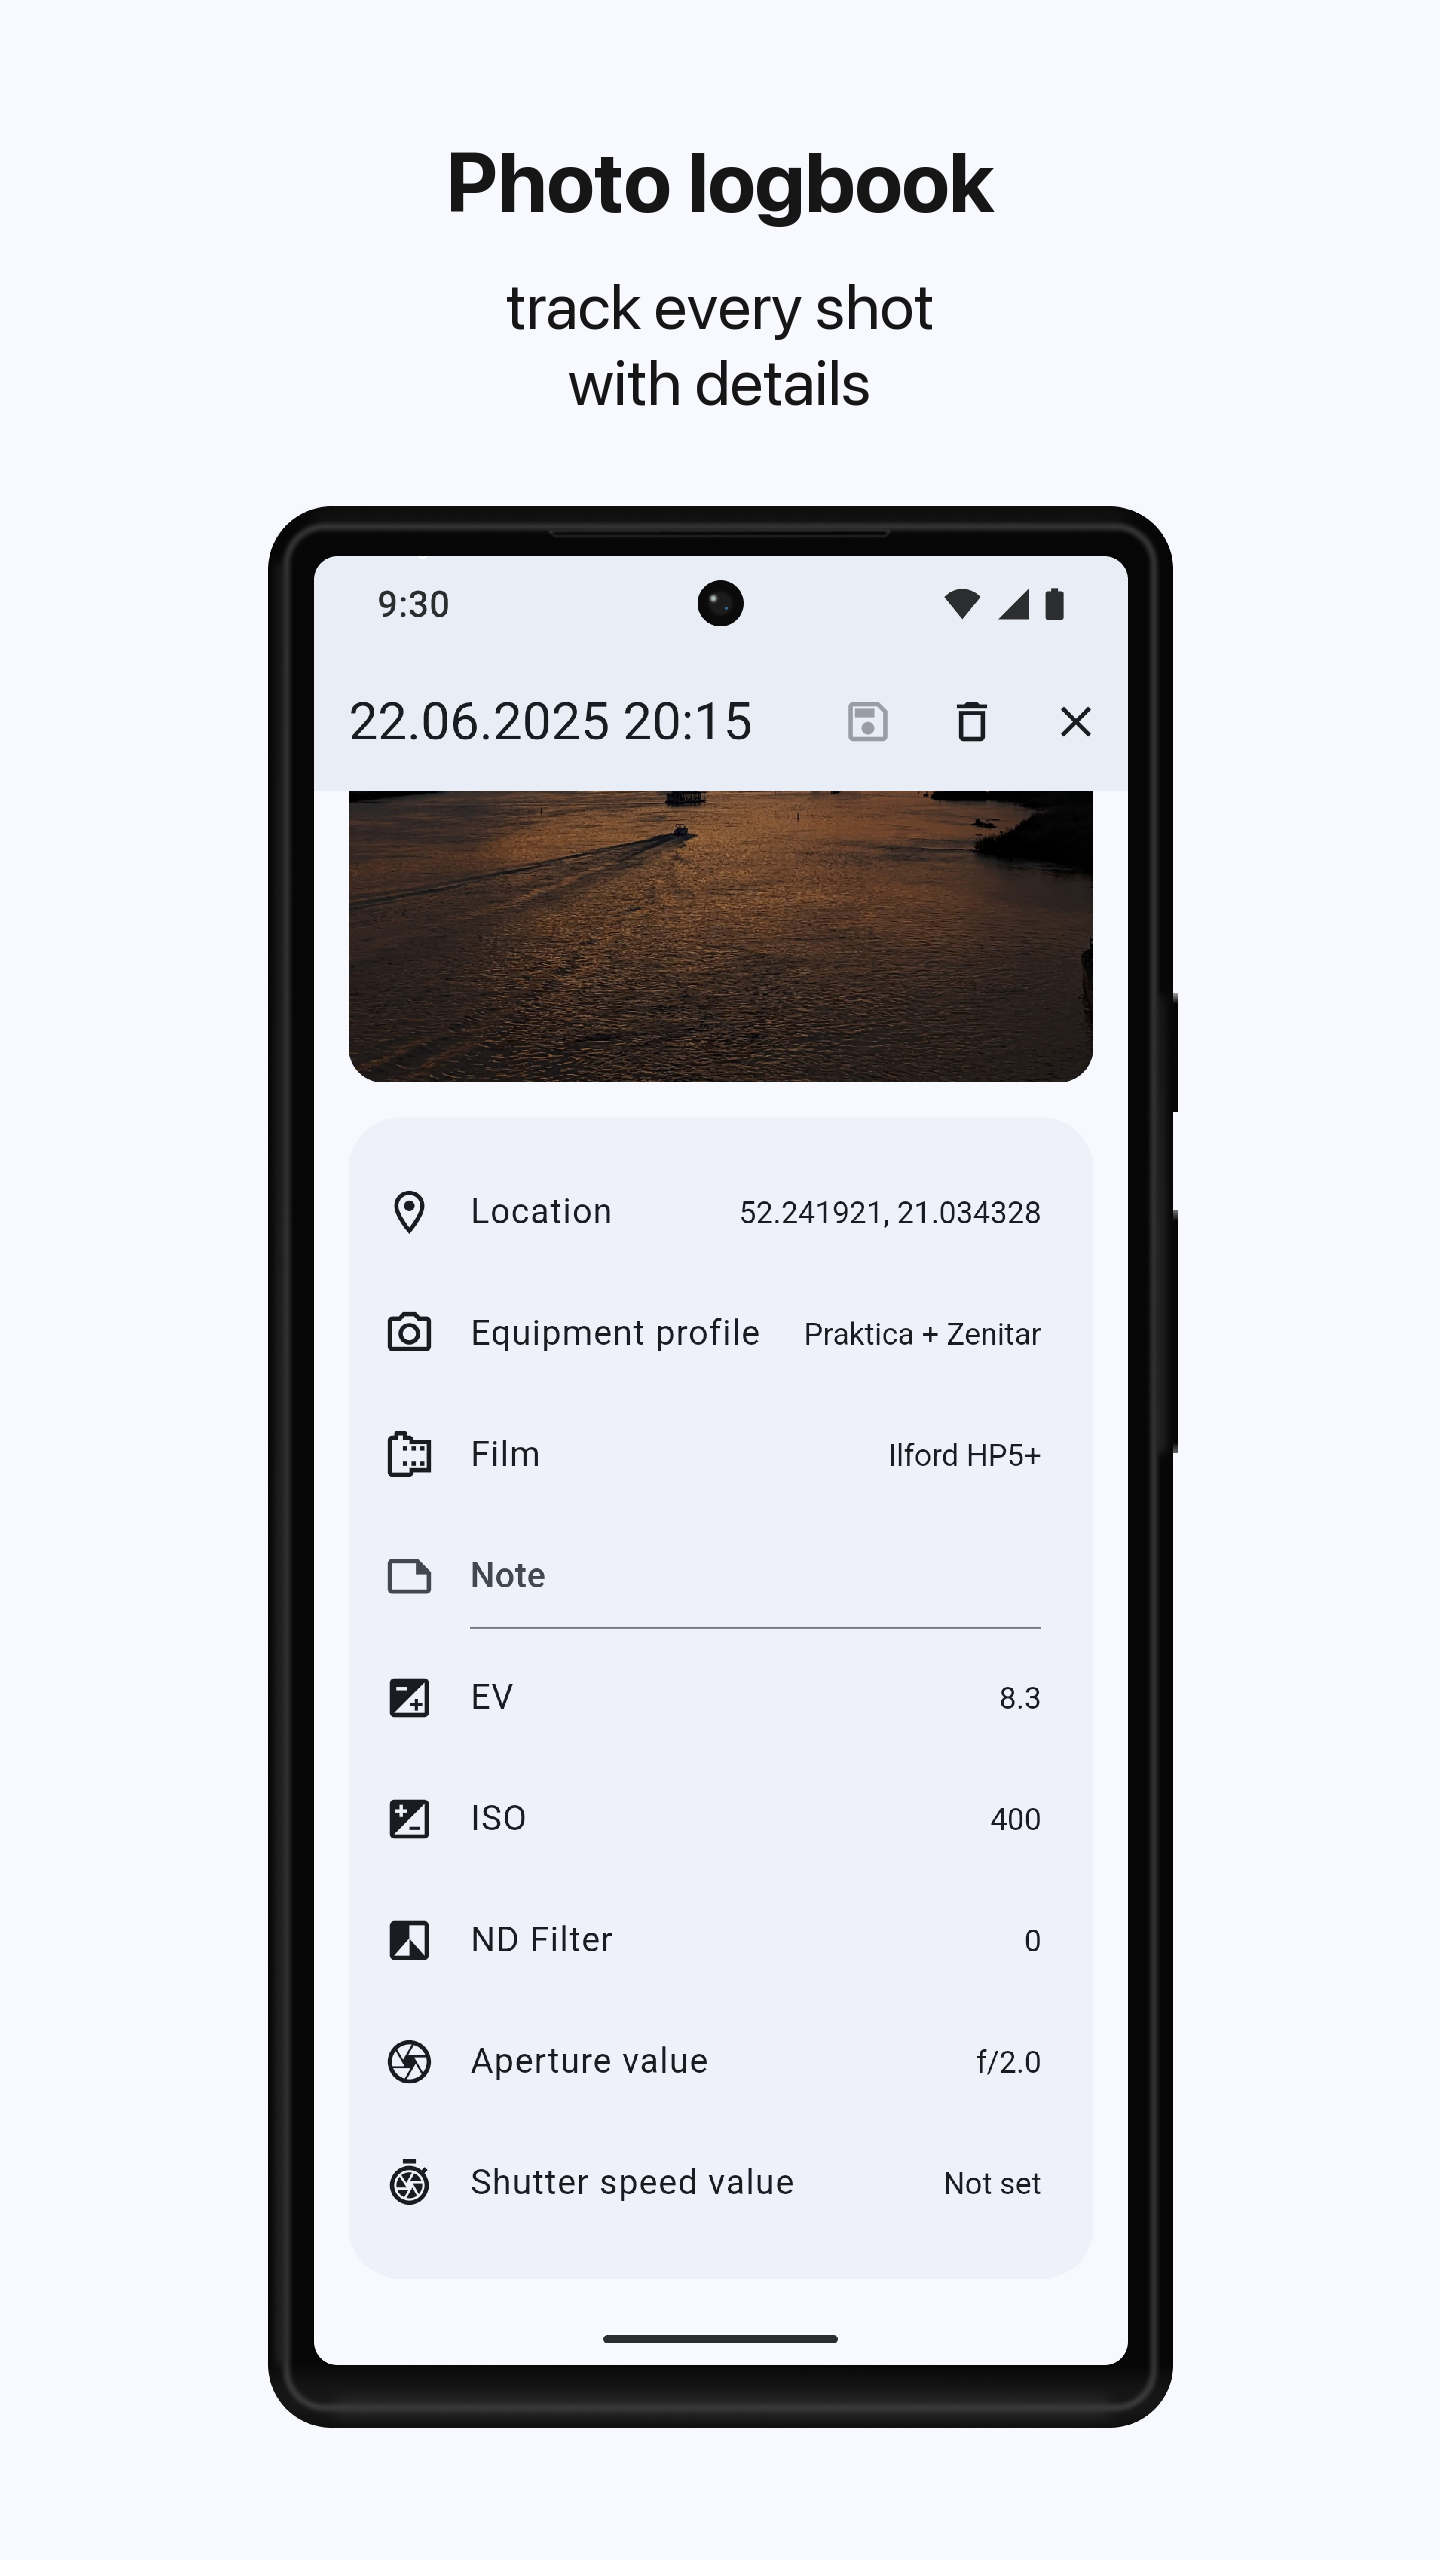 Photo logbook
track every shot
with details
9:30
22.06.2025 20:15
Location 52.241921, 21.034328
Equipment profile Praktica + Zenitar
Film Ilford HP5+
Note
EV 8.3
ISO 400
ND Filter 0
Aperture value f/2.0
Shutter speed value Not set